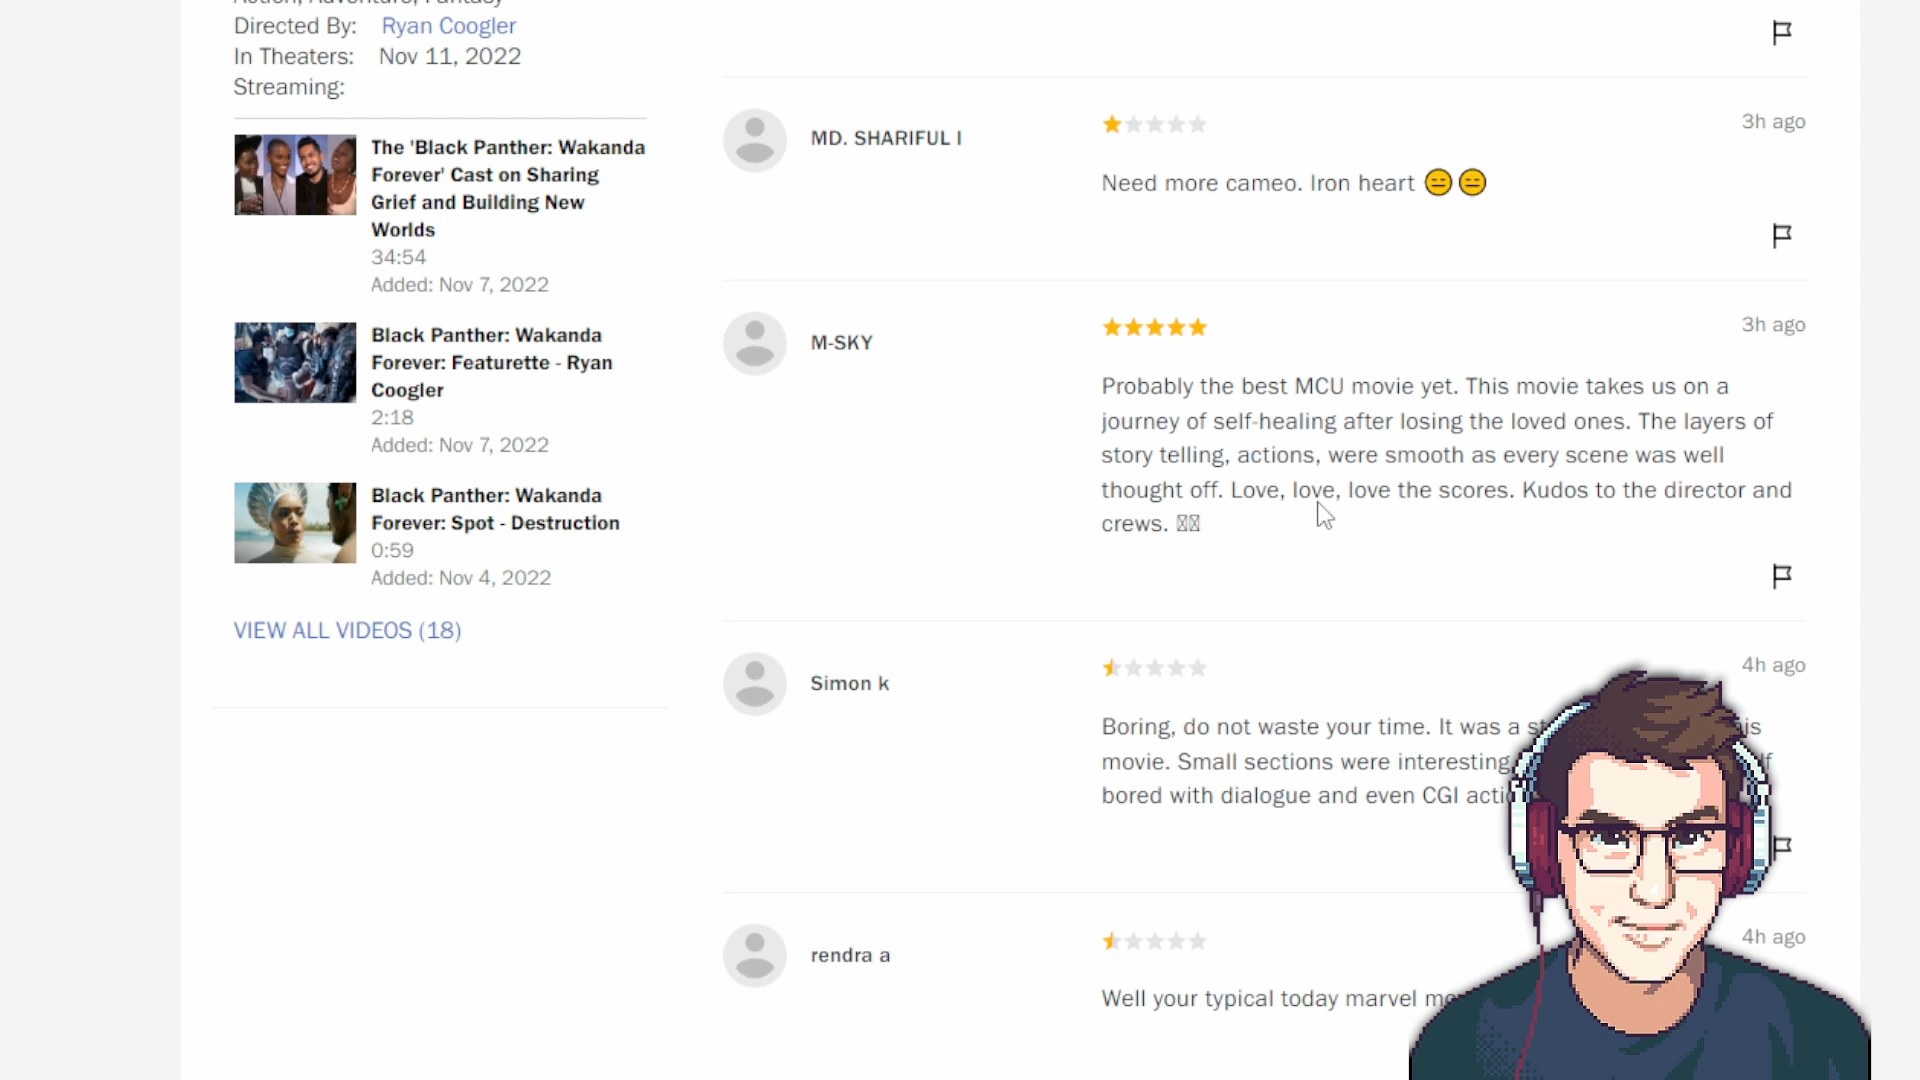 Action, Adventure, Fantasy
Directed By: Ryan Coogler
In Theaters: Nov 11, 2022
Streaming:
The 'Black Panther: Wakanda
Forever' Cast on Sharing
Grief and Building New
Worlds
34:54
Added: Nov 7, 2022
Black Panther: Wakanda
Forever: Featurette - Ryan
Coogler
2:18
Added: Nov 7, 2022
Black Panther: Wakanda
Forever: Spot - Destruction
0:59
Added: Nov 4, 2022
VIEW ALL VIDEOS (18)
MD. SHARIFUL I
3h ago
Need more cameo. Iron heart 😑😑
M-SKY
3h ago
Probably the best MCU movie yet. This movie takes us on a
journey of self-healing after losing the loved ones. The layers of
story telling, actions, were smooth as every scene was well
thought off. Love, love, love the scores. Kudos to the director and
crews.
Simon k
4h ago
Boring, do not waste your time. It was a
movie. Small sections were interesting
bored with dialogue and even CGI
rendra a
4h ago
Well your typical today marvel